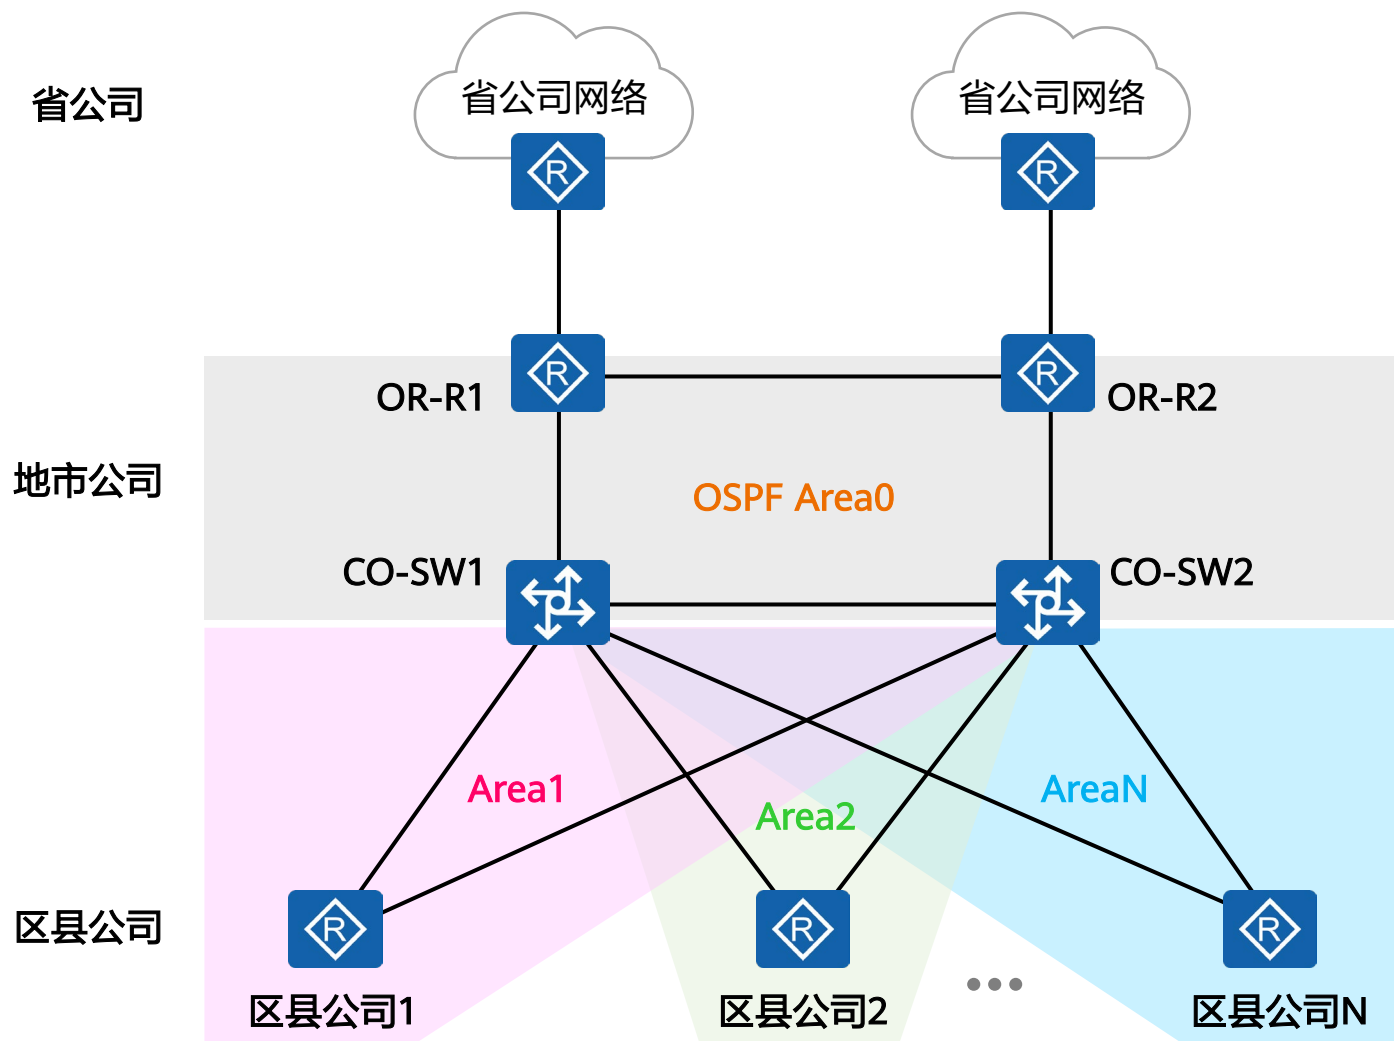 省公司
省公司网络
省公司网络
R
R
R
R
OR-R1
OR-R2
地市公司
OSPF Area0
CO-SW1
CO-SW2
Area1
Area2
AreaN
区县公司
R
R
R
区县公司1
区县公司2
•••
区县公司N